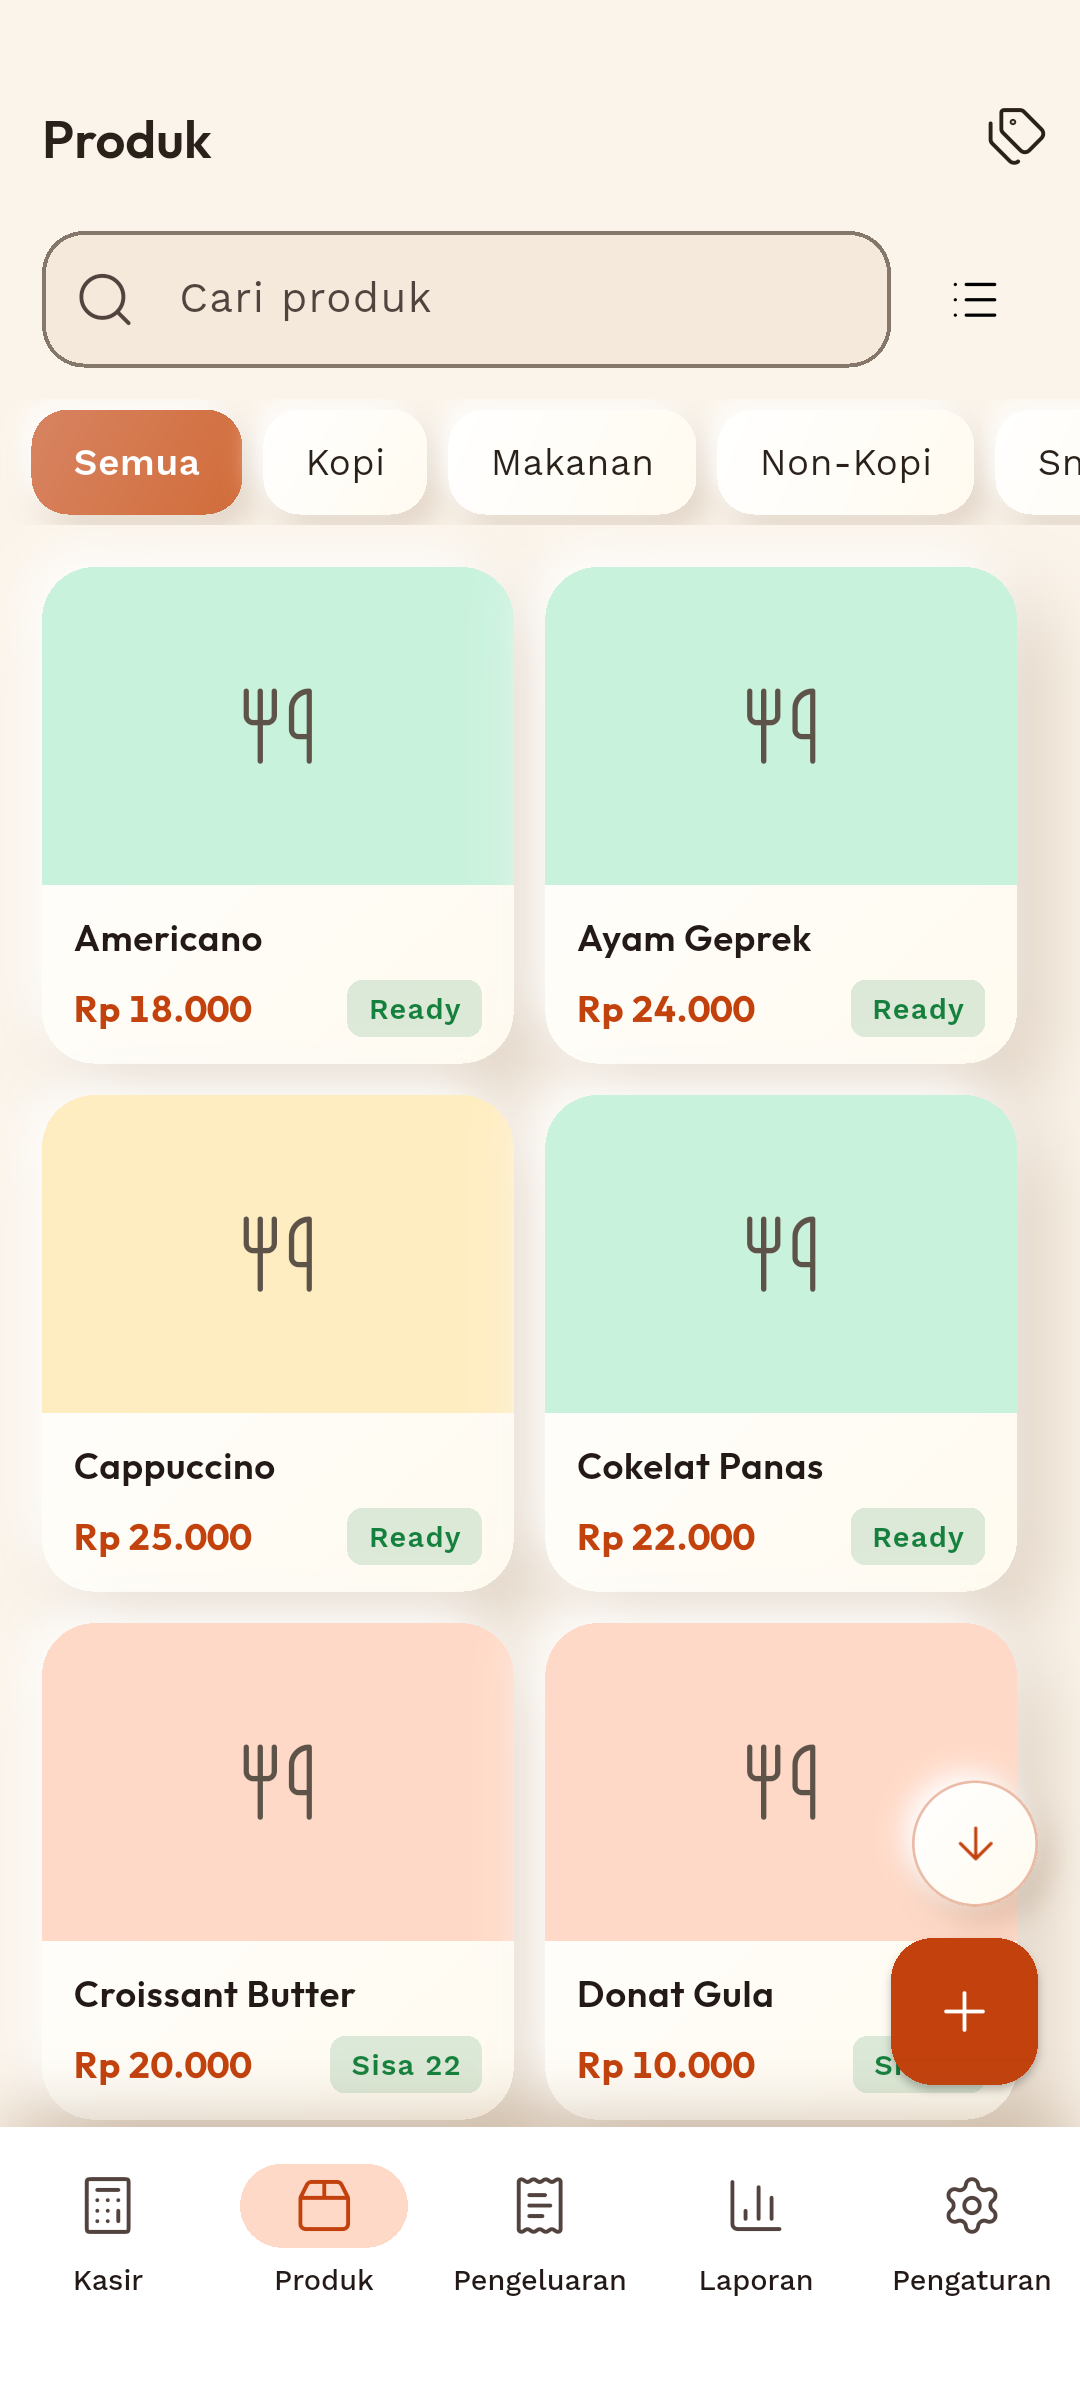 Produk
Cari produk
Semua
Kopi
Makanan
Non-Kopi
Americano
Rp 18.000
Ready
Ayam Geprek
Rp 24.000
Ready
Cappuccino
Rp 25.000
Ready
Cokelat Panas
Rp 22.000
Ready
Croissant Butter
Rp 20.000
Sisa 22
Donat Gula
Rp 10.000
Kasir
Produk
Pengeluaran
Laporan
Pengaturan